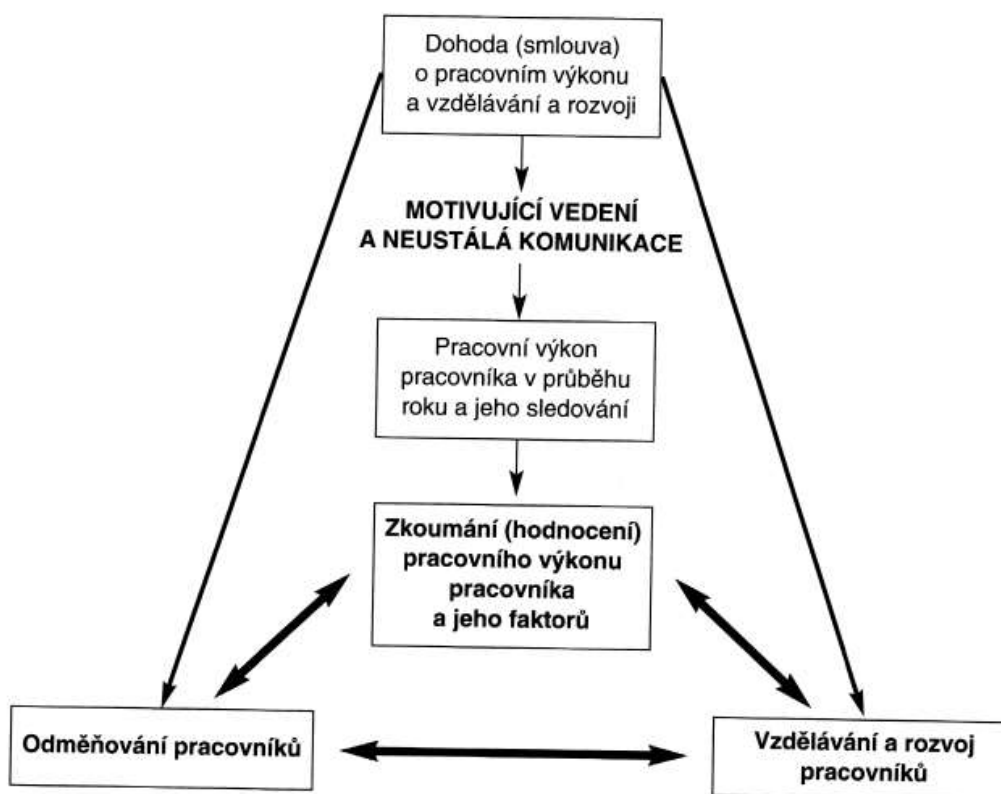 Dohoda (smlouva)
o pracovním výkonu
a vzdělávání a rozvoji
MOTIVUJÍCÍ VEDENÍ
A NEUSTÁLÁ KOMUNIKACE
Pracovní výkon
pracovníka v průběhu
roku a jeho sledování
Zkoumání (hodnocení)
pracovního výkonu
pracovníka
a jeho faktorů
Odměňování pracovníků
Vzdělávání a rozvoj
pracovníků